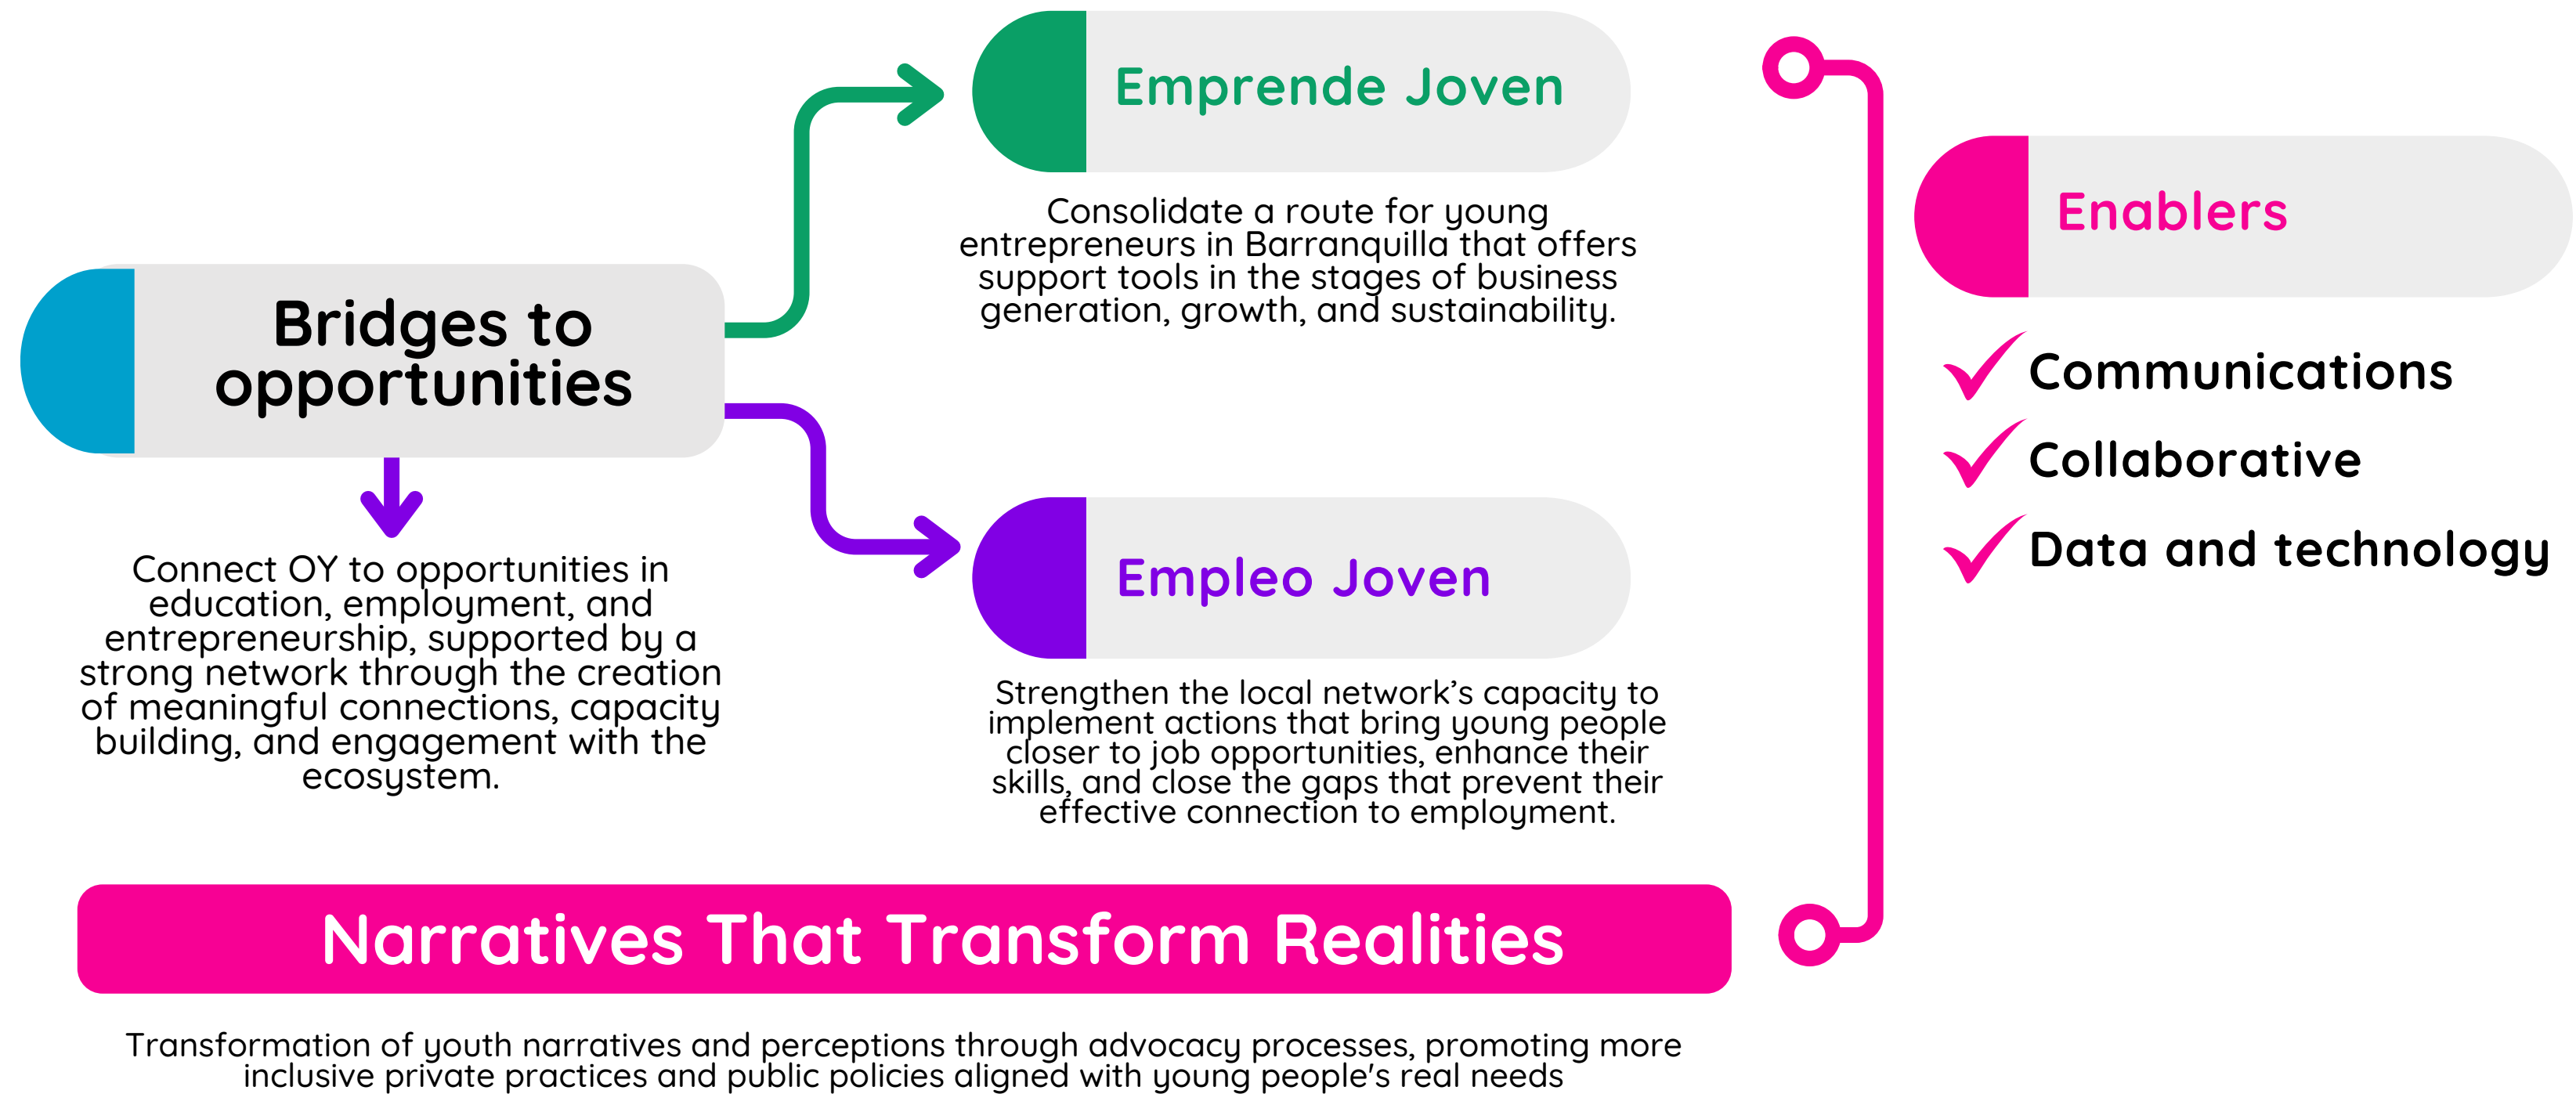 Bridges to
opportunities
Connect OY to opportunities in
education, employment, and
entrepreneurship, supported by a
strong network through the creation
of meaningful connections, capacity
building, and engagement with the
ecosystem.
Emprende Joven
Consolidate a route for young
entrepreneurs in Barranquilla that offers
support tools in the stages of business
generation, growth, and sustainability.
Empleo Joven
Strengthen the local network’s capacity to
implement actions that bring young people
closer to job opportunities, enhance their
skills, and close the gaps that prevent their
effective connection to employment.
Enablers
Communications
Collaborative
Data and technology
Narratives That Transform Realities
Transformation of youth narratives and perceptions through advocacy processes, promoting more
inclusive private practices and public policies aligned with young people's real needs